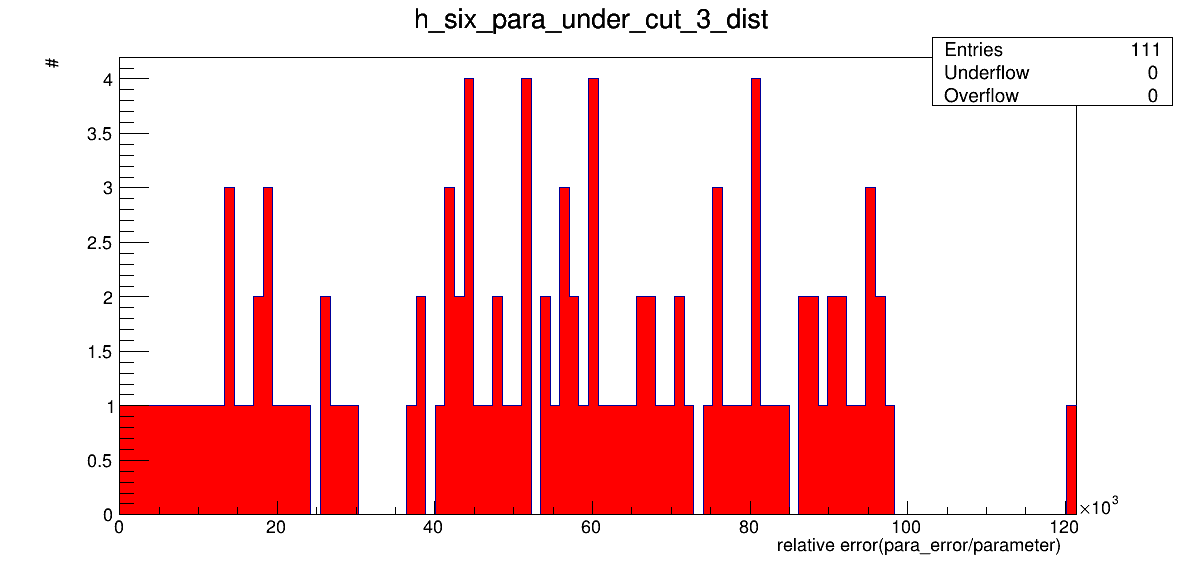 h_six_para_under_cut_3_dist
#
Entries 111
Underflow 0
Overflow 0
4
3.5
3
2.5
2
1.5
1
0.5
0
0 20 40 60 80 100 120 ×10³
relative error(para_error/parameter)